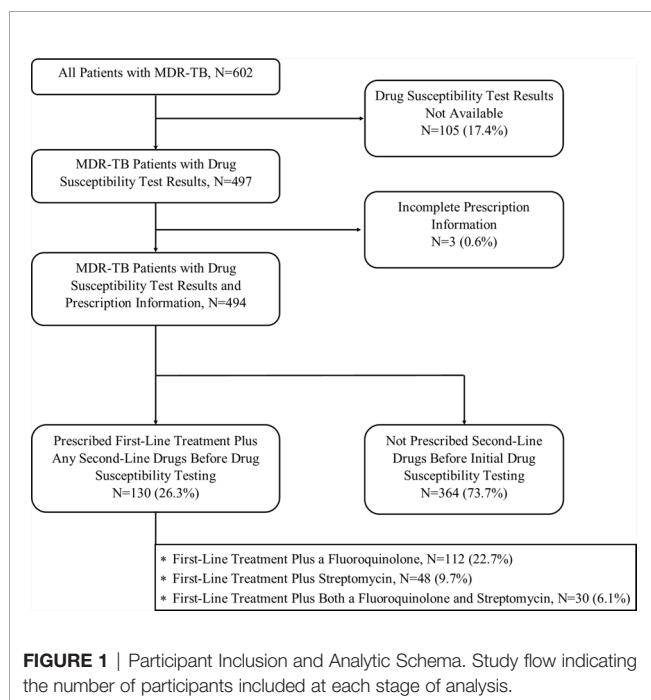 All Patients with MDR-TB, N=602
Drug Susceptibility Test Results
Not Available
N=105 (17.4%)
MDR-TB Patients with Drug
Susceptibility Test Results, N=497
Incomplete Prescription
Information
N=3 (0.6%)
MDR-TB Patients with Drug
Susceptibility Test Results and
Prescription Information, N=494
Prescribed First-Line Treatment Plus
Any Second-Line Drugs Before Drug
Susceptibility Testing
N=130 (26.3%)
Not Prescribed Second-Line
Drugs Before Initial Drug
Susceptibility Testing
N=364 (73.7%)
* First-Line Treatment Plus a Fluoroquinolone, N=112 (22.7%)
* First-Line Treatment Plus Streptomycin, N=48 (9.7%)
* First-Line Treatment Plus Both a Fluoroquinolone and Streptomycin, N=30 (6.1%)
FIGURE 1 | Participant Inclusion and Analytic Schema. Study flow indicating
the number of participants included at each stage of analysis.